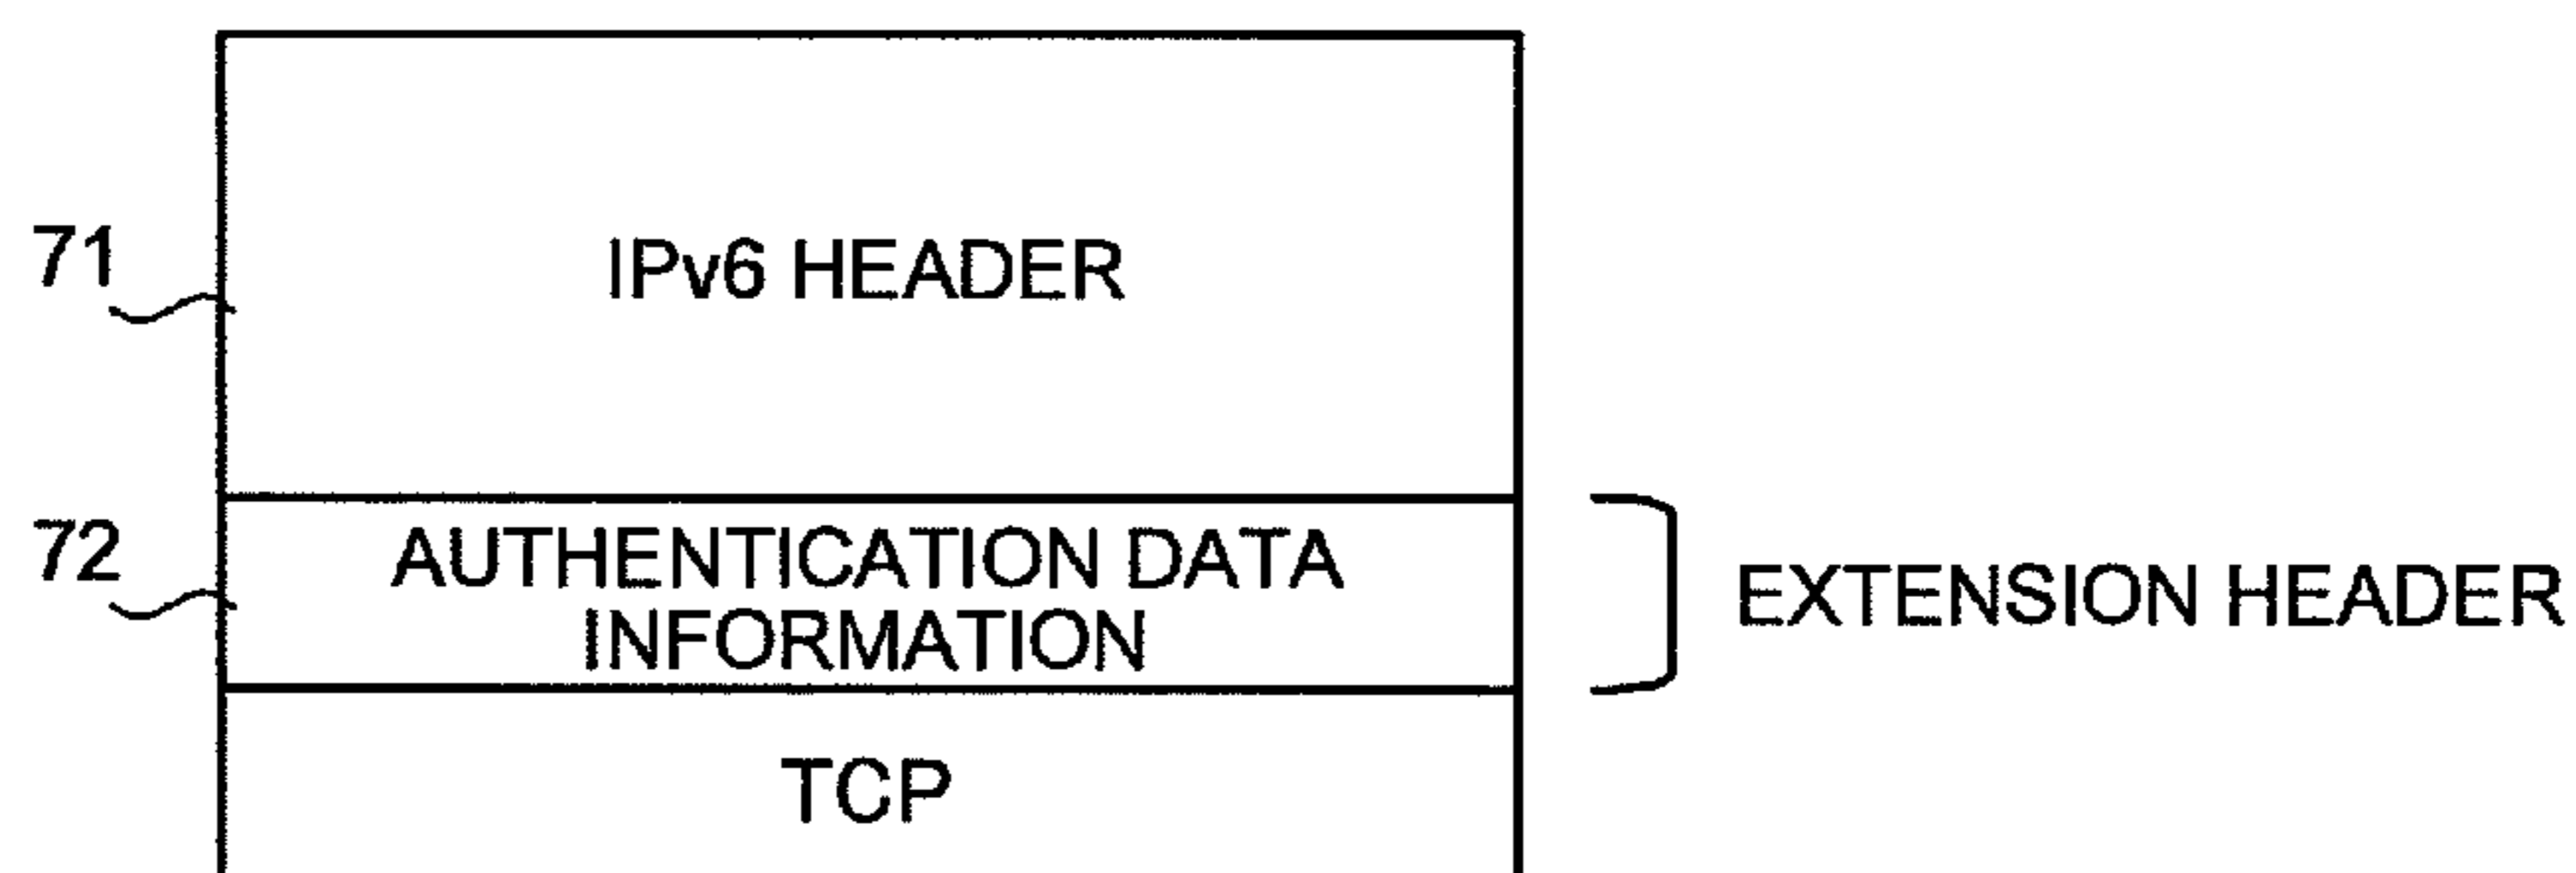 71
IPv6 HEADER
72
AUTHENTICATION DATA
INFORMATION
EXTENSION HEADER
TCP